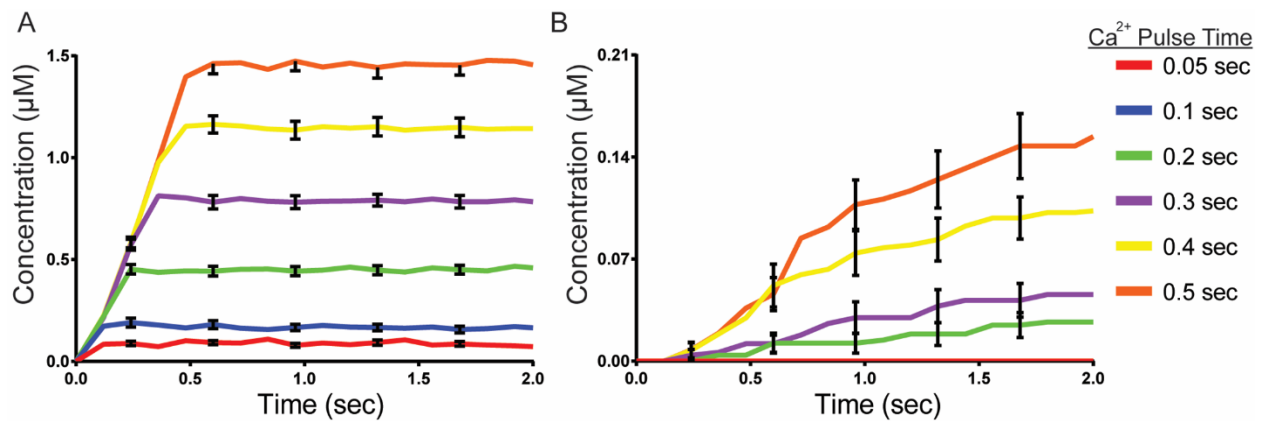 A
B
Concentration (µM)
1.5
1.0
0.5
0.0
0.0
0.5
1.0
1.5
2.0
Time (sec)
Concentration (µM)
0.21
0.14
0.07
0.00
0.0
0.5
1.0
1.5
2.0
Time (sec)
Ca2+ Pulse Time
0.05 sec
0.1 sec
0.2 sec
0.3 sec
0.4 sec
0.5 sec